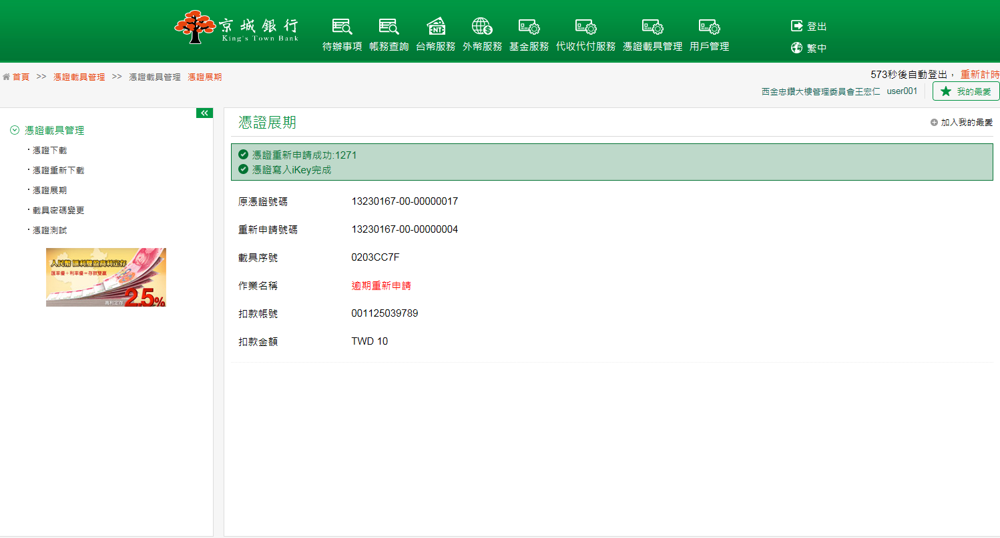 京城銀行
King's Town Bank
待辦事項 帳務查詢 台幣服務 外幣服務 基金服務 代收代付服務 憑證載具管理 用戶管理
登出
繁中
首頁 >> 憑證載具管理 >> 憑證載具管理 憑證展期
573秒後自動登出， 重新計時
西金忠鑽大樓管理委員會王宏仁 user001
我的最愛
憑證載具管理
憑證下載
憑證重新下載
憑證展期
載具密碼變更
憑證測試
人民幣 匯利雙盈高利定存
匯率優+利率優=存款雙贏
高利定存 2.5%
憑證展期
加入我的最愛
憑證重新申請成功:1271
憑證寫入iKey完成
原憑證號碼 13230167-00-00000017
重新申請號碼 13230167-00-00000004
載具序號 0203CC7F
作業名稱 逾期重新申請
扣款帳號 001125039789
扣款金額 TWD 10